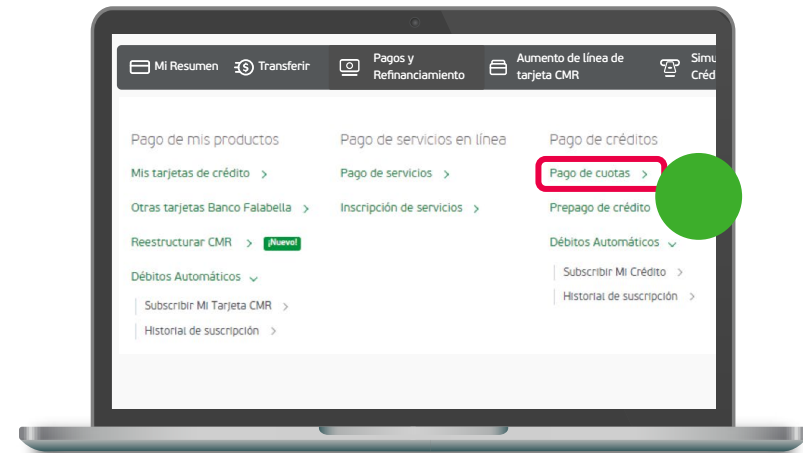 Mi Resumen
Transferir
Pagos y
Refinanciamiento
Aumento de línea de
tarjeta CMR
Pago de mis productos
Mis tarjetas de crédito
Otras tarjetas Banco Falabella
Reestructurar CMR ¡Nuevo!
Débitos Automáticos
Subscribir Mi Tarjeta CMR
Historial de suscripción
Pago de servicios en línea
Pago de servicios
Inscripción de servicios
Pago de créditos
Pago de cuotas
Prepago de crédito
Débitos Automáticos
Subscribir Mi Crédito
Historial de suscripción